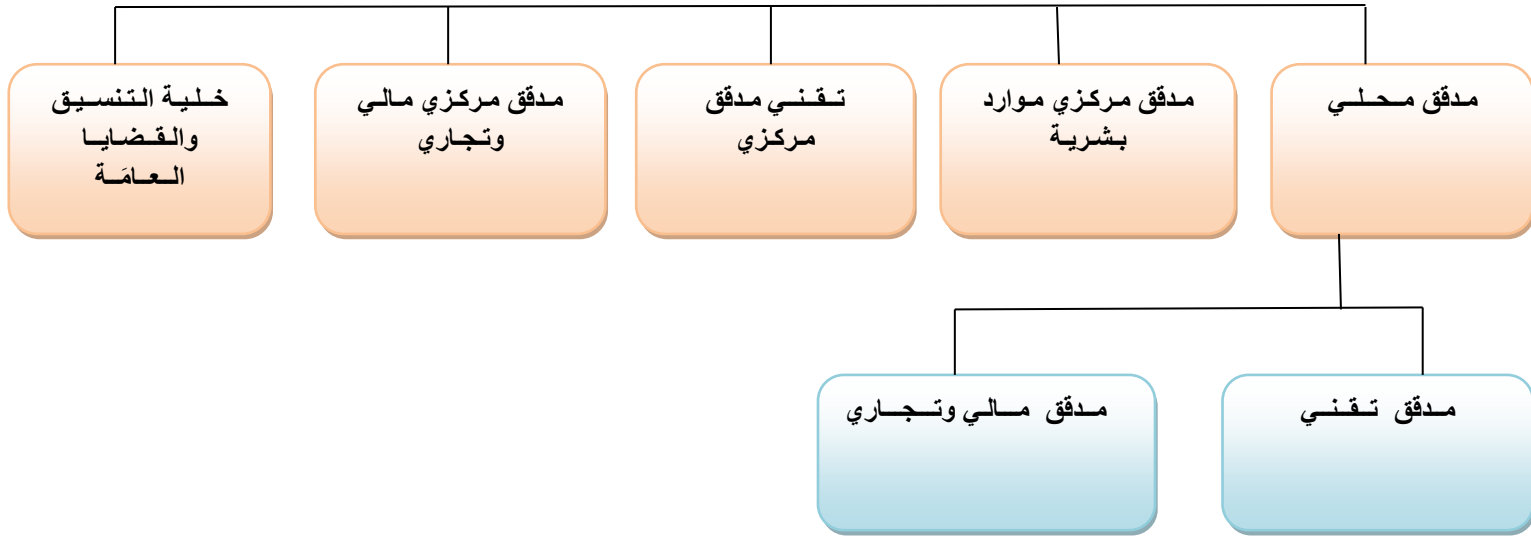 مدقق محلي
مدقق مركزي موارد
بشرية
تقني مدقق
مركزي
مدقق مركزي مالي
وتجاري
خلية التنسيق
والقضايا
العامَة
مدقق تقني
مدقق مالي وتجاري